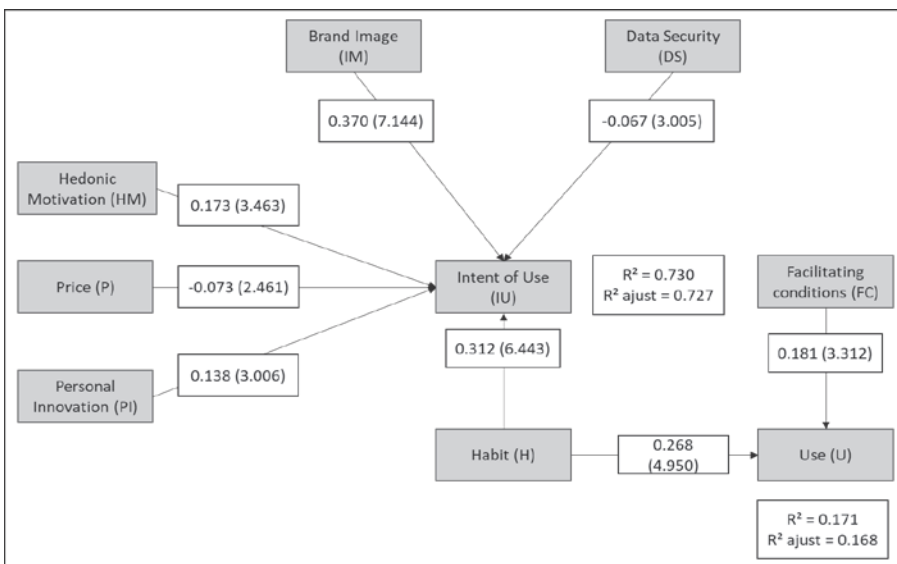 Brand Image
(IM)
Data Security
(DS)
0.370 (7.144)
-0.067 (3.005)
Hedonic
Motivation (HM)
0.173 (3.463)
Price (P)
-0.073 (2.461)
Intent of Use
(IU)
R² = 0.730
R² ajust = 0.727
Facilitating
conditions (FC)
0.312 (6.443)
0.181 (3.312)
0.138 (3.006)
Personal
Innovation (PI)
Habit (H)
0.268
(4.950)
Use (U)
R² = 0.171
R² ajust = 0.168